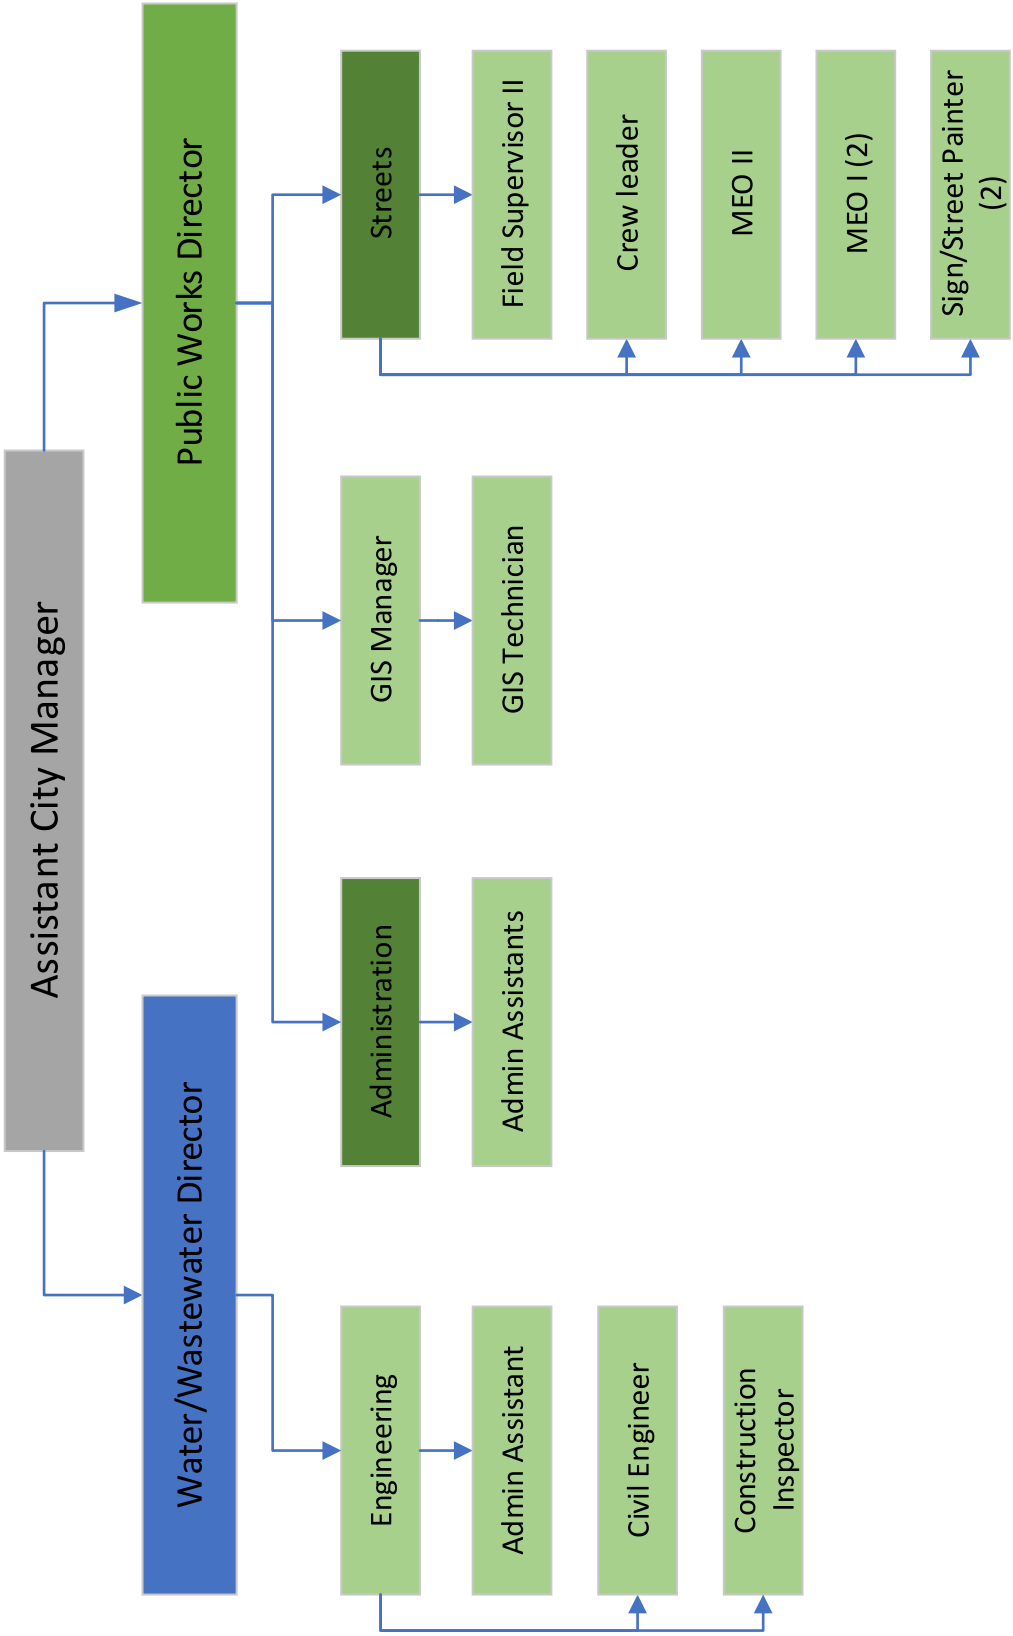 Assistant City Manager
Water/Wastewater Director
Public Works Director
Engineering
Administration
GIS Manager
Streets
Admin Assistant
Admin Assistants
GIS Technician
Field Supervisor II
Civil Engineer
Crew leader
Construction
Inspector
MEO II
MEO I (2)
Sign/Street Painter
(2)